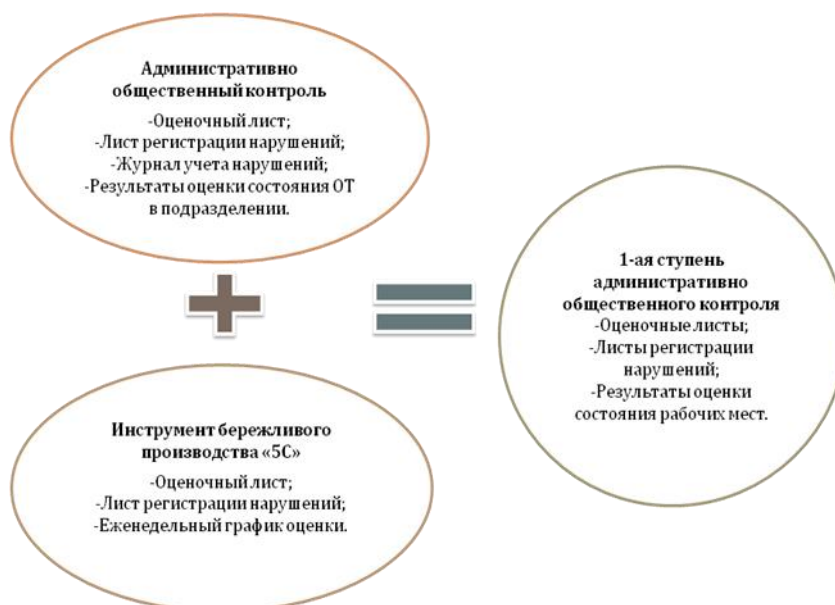 Административно
общественный контроль
-Оценочный лист;
-Лист регистрации нарушений;
-Журнал учета нарушений;
-Результаты оценки состояния ОТ
в подразделении.
1-ая ступень
административно
общественного контроля
-Оценочные листы;
-Листы регистрации
нарушений;
-Результаты оценки
состояния рабочих мест.
Инструмент бережливого
производства «5С»
-Оценочный лист;
-Лист регистрации нарушений;
-Еженедельный график оценки.